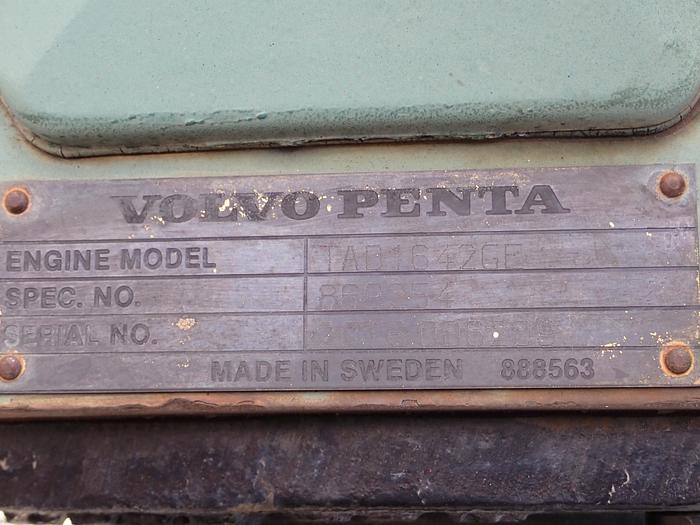 VOLVO PENTA
ENGINE MODEL TAD1642GE
SPEC. NO.
SERIAL NO.
MADE IN SWEDEN 888563